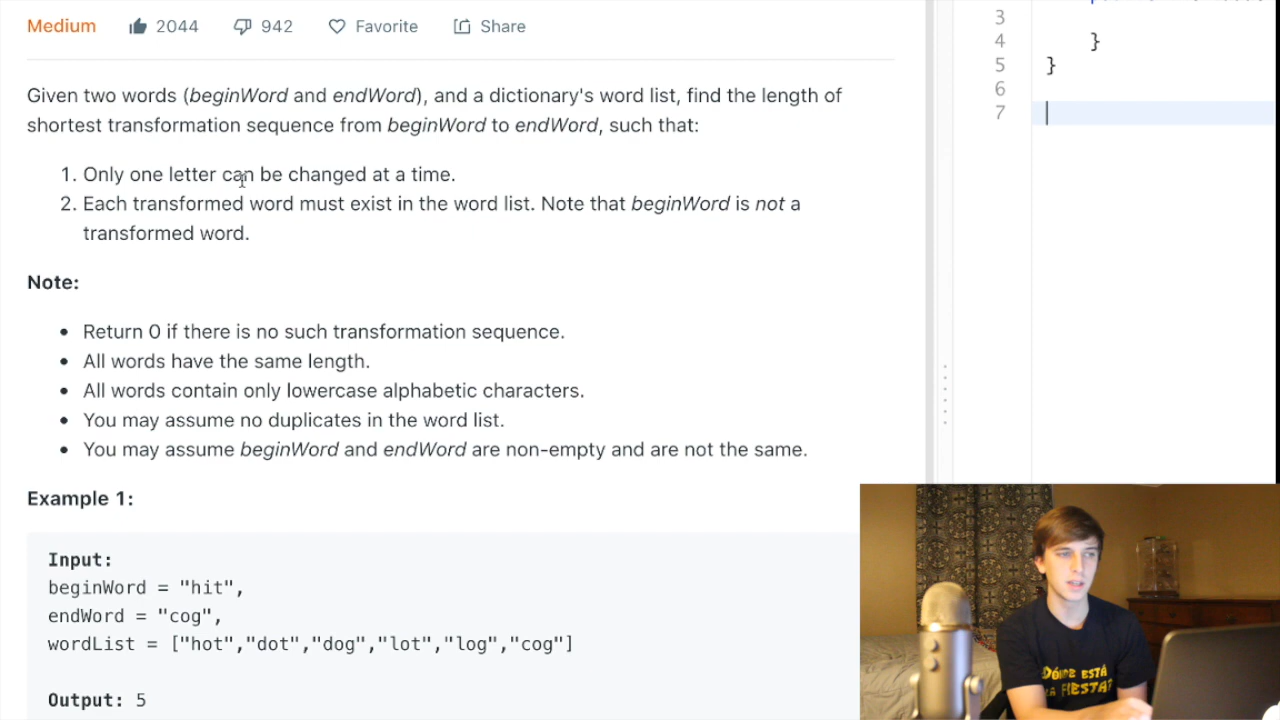 Medium 2044 942 Favorite Share
Given two words (beginWord and endWord), and a dictionary's word list, find the length of
shortest transformation sequence from beginWord to endWord, such that:
1. Only one letter can be changed at a time.
2. Each transformed word must exist in the word list. Note that beginWord is not a
transformed word.
Note:
• Return 0 if there is no such transformation sequence.
• All words have the same length.
• All words contain only lowercase alphabetic characters.
• You may assume no duplicates in the word list.
• You may assume beginWord and endWord are non-empty and are not the same.
Example 1:
Input:
beginWord = "hit",
endWord = "cog",
wordList = ["hot","dot","dog","lot","log","cog"]
Output: 5
3
4 }
5 }
6
7
¿DÓNDE ESTÁ
LA FIESTA?